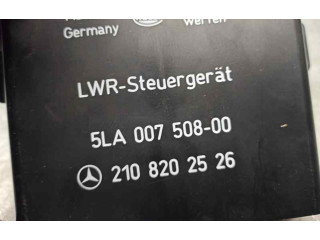 Germany
LWR-Steuergerät
5LA 007 508-00
210 820 25 26